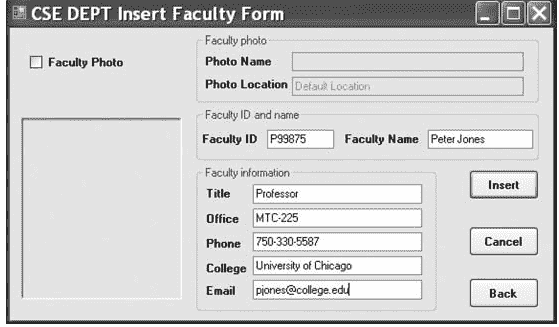 CSE DEPT Insert Faculty Form
Faculty Photo
Faculty photo
Photo Name
Photo Location Default Location
Faculty ID and name
Faculty ID P99875 Faculty Name Peter Jones
Faculty information
Title Professor
Office MTC-225
Phone 750-330-5587
College University of Chicago
Email pjones@college.edu
Insert
Cancel
Back